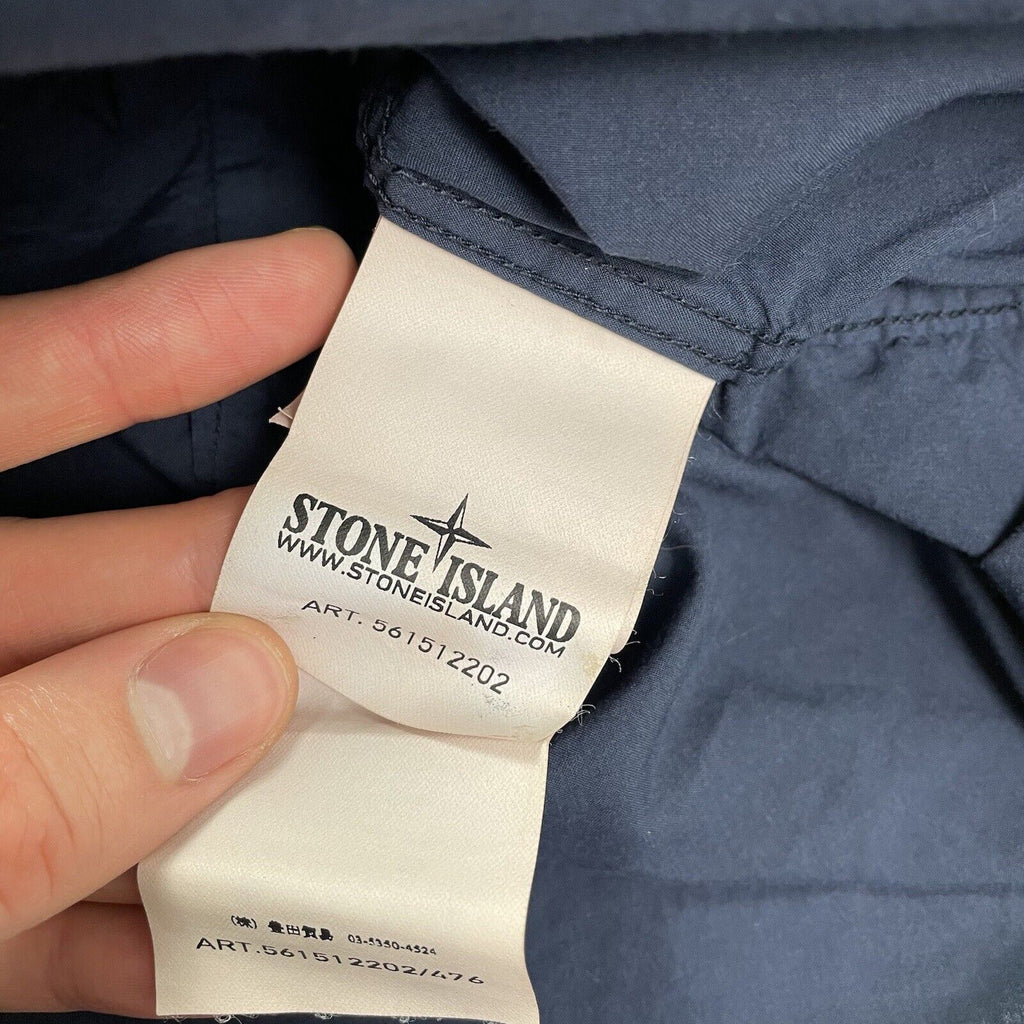 STONE ISLAND
WWW.STONEISLAND.COM
ART. 561512202
(株) 豊田貿易 03-5350-4524
ART.561512202/476